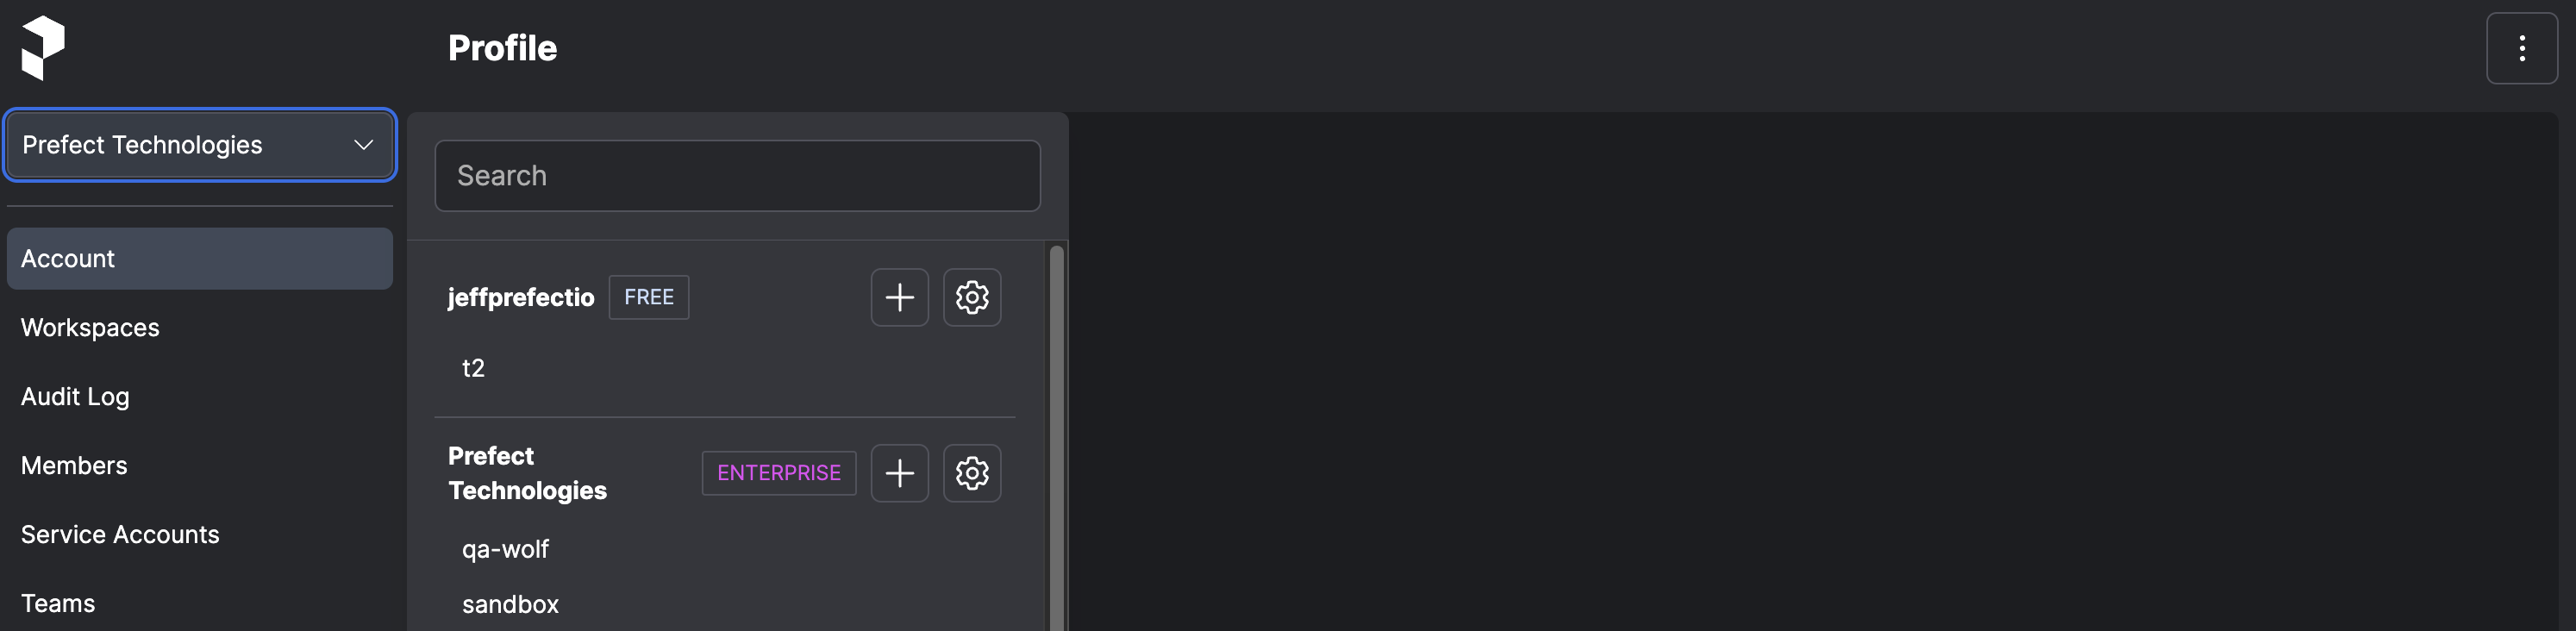 Profile
Prefect Technologies
Account
Workspaces
Audit Log
Members
Service Accounts
Teams
Search
jeffprefectio FREE
t2
Prefect
Technologies
ENTERPRISE
qa-wolf
sandbox